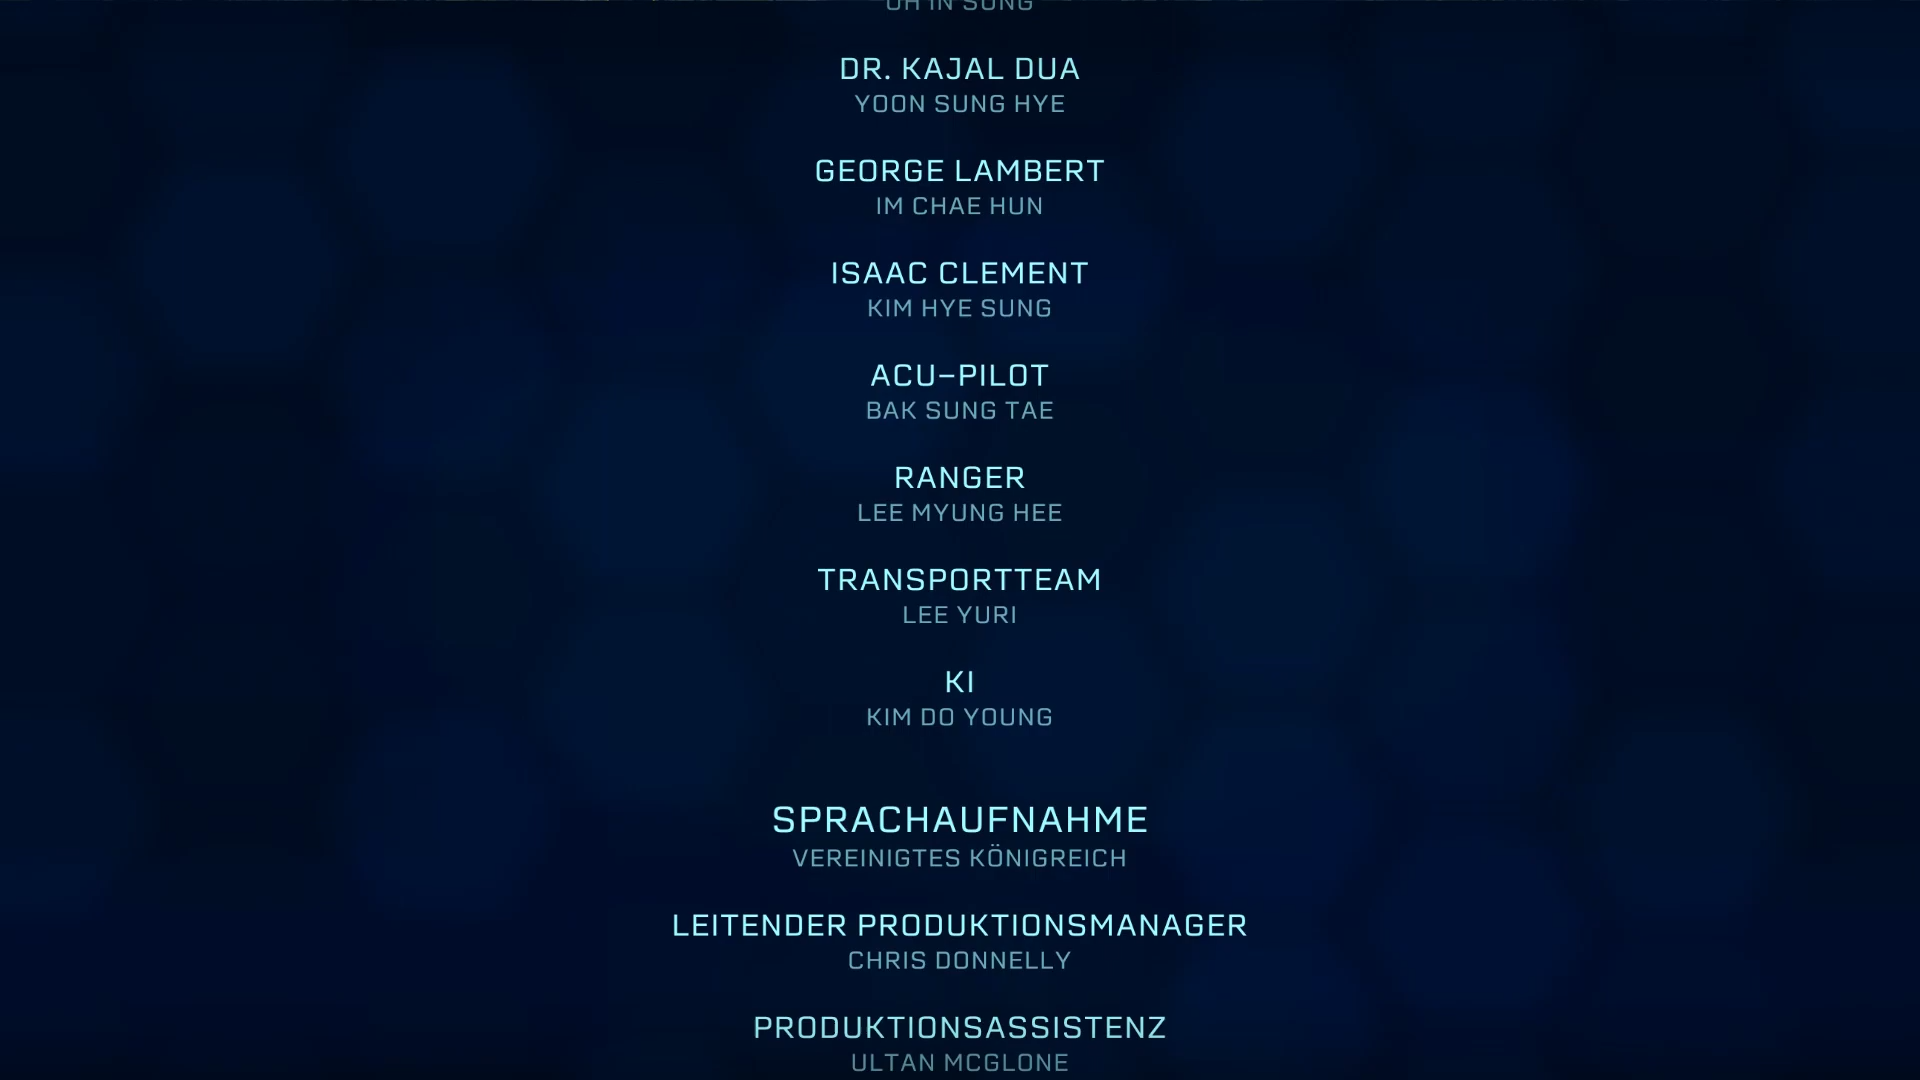 DR. KAJAL DUA
YOON SUNG HYE
GEORGE LAMBERT
IM CHAE HUN
ISAAC CLEMENT
KIM HYE SUNG
ACU–PILOT
BAK SUNG TAE
RANGER
LEE MYUNG HEE
TRANSPORTTEAM
LEE YURI
KI
KIM DO YOUNG
SPRACHAUFNAHME
VEREINIGTES KÖNIGREICH
LEITENDER PRODUKTIONSMANAGER
CHRIS DONNELLY
PRODUKTIONSASSISTENZ
ULTAN MCGLONE